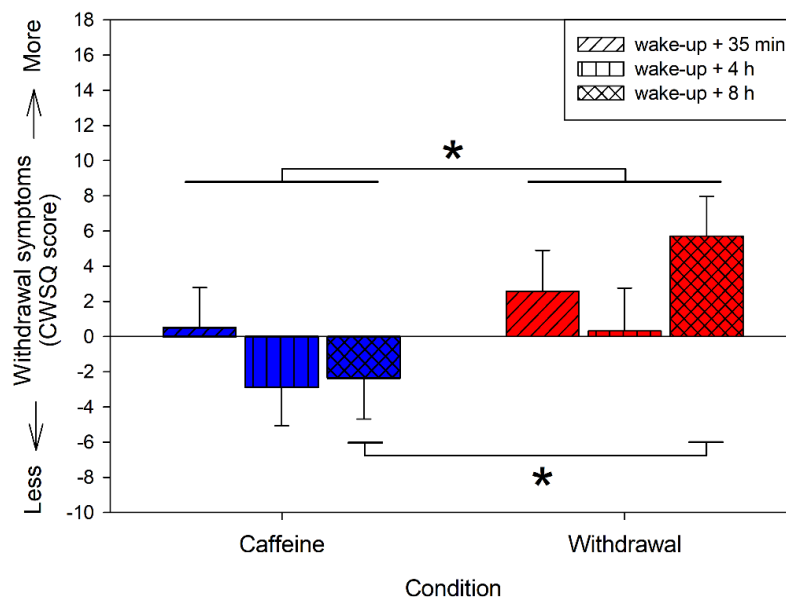 18
16
14
12
10
8
6
4
2
0
-2
-4
-6
-8
-10
Less
Withdrawal symptoms
(CWSQ score)
More
wake-up + 35 min
wake-up + 4 h
wake-up + 8 h
*
*
Caffeine
Withdrawal
Condition